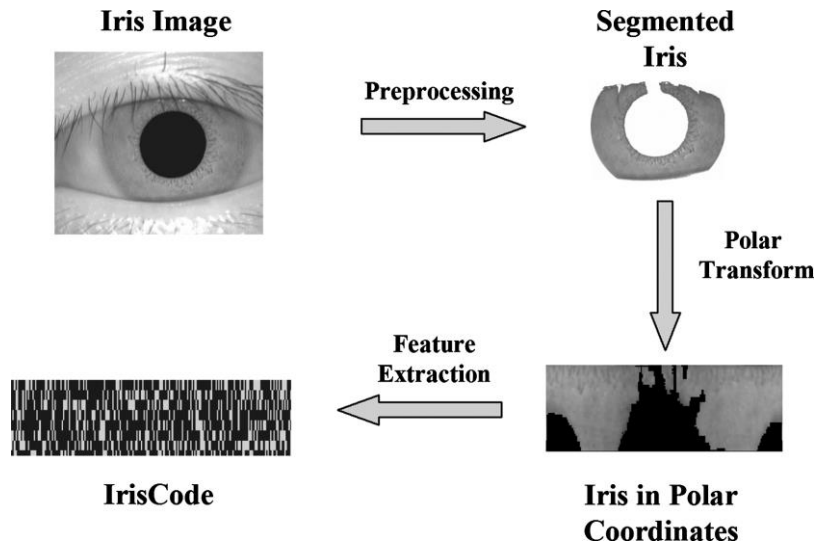 Iris Image
Segmented
Iris
Preprocessing
Polar
Transform
Feature
Extraction
IrisCode
Iris in Polar
Coordinates